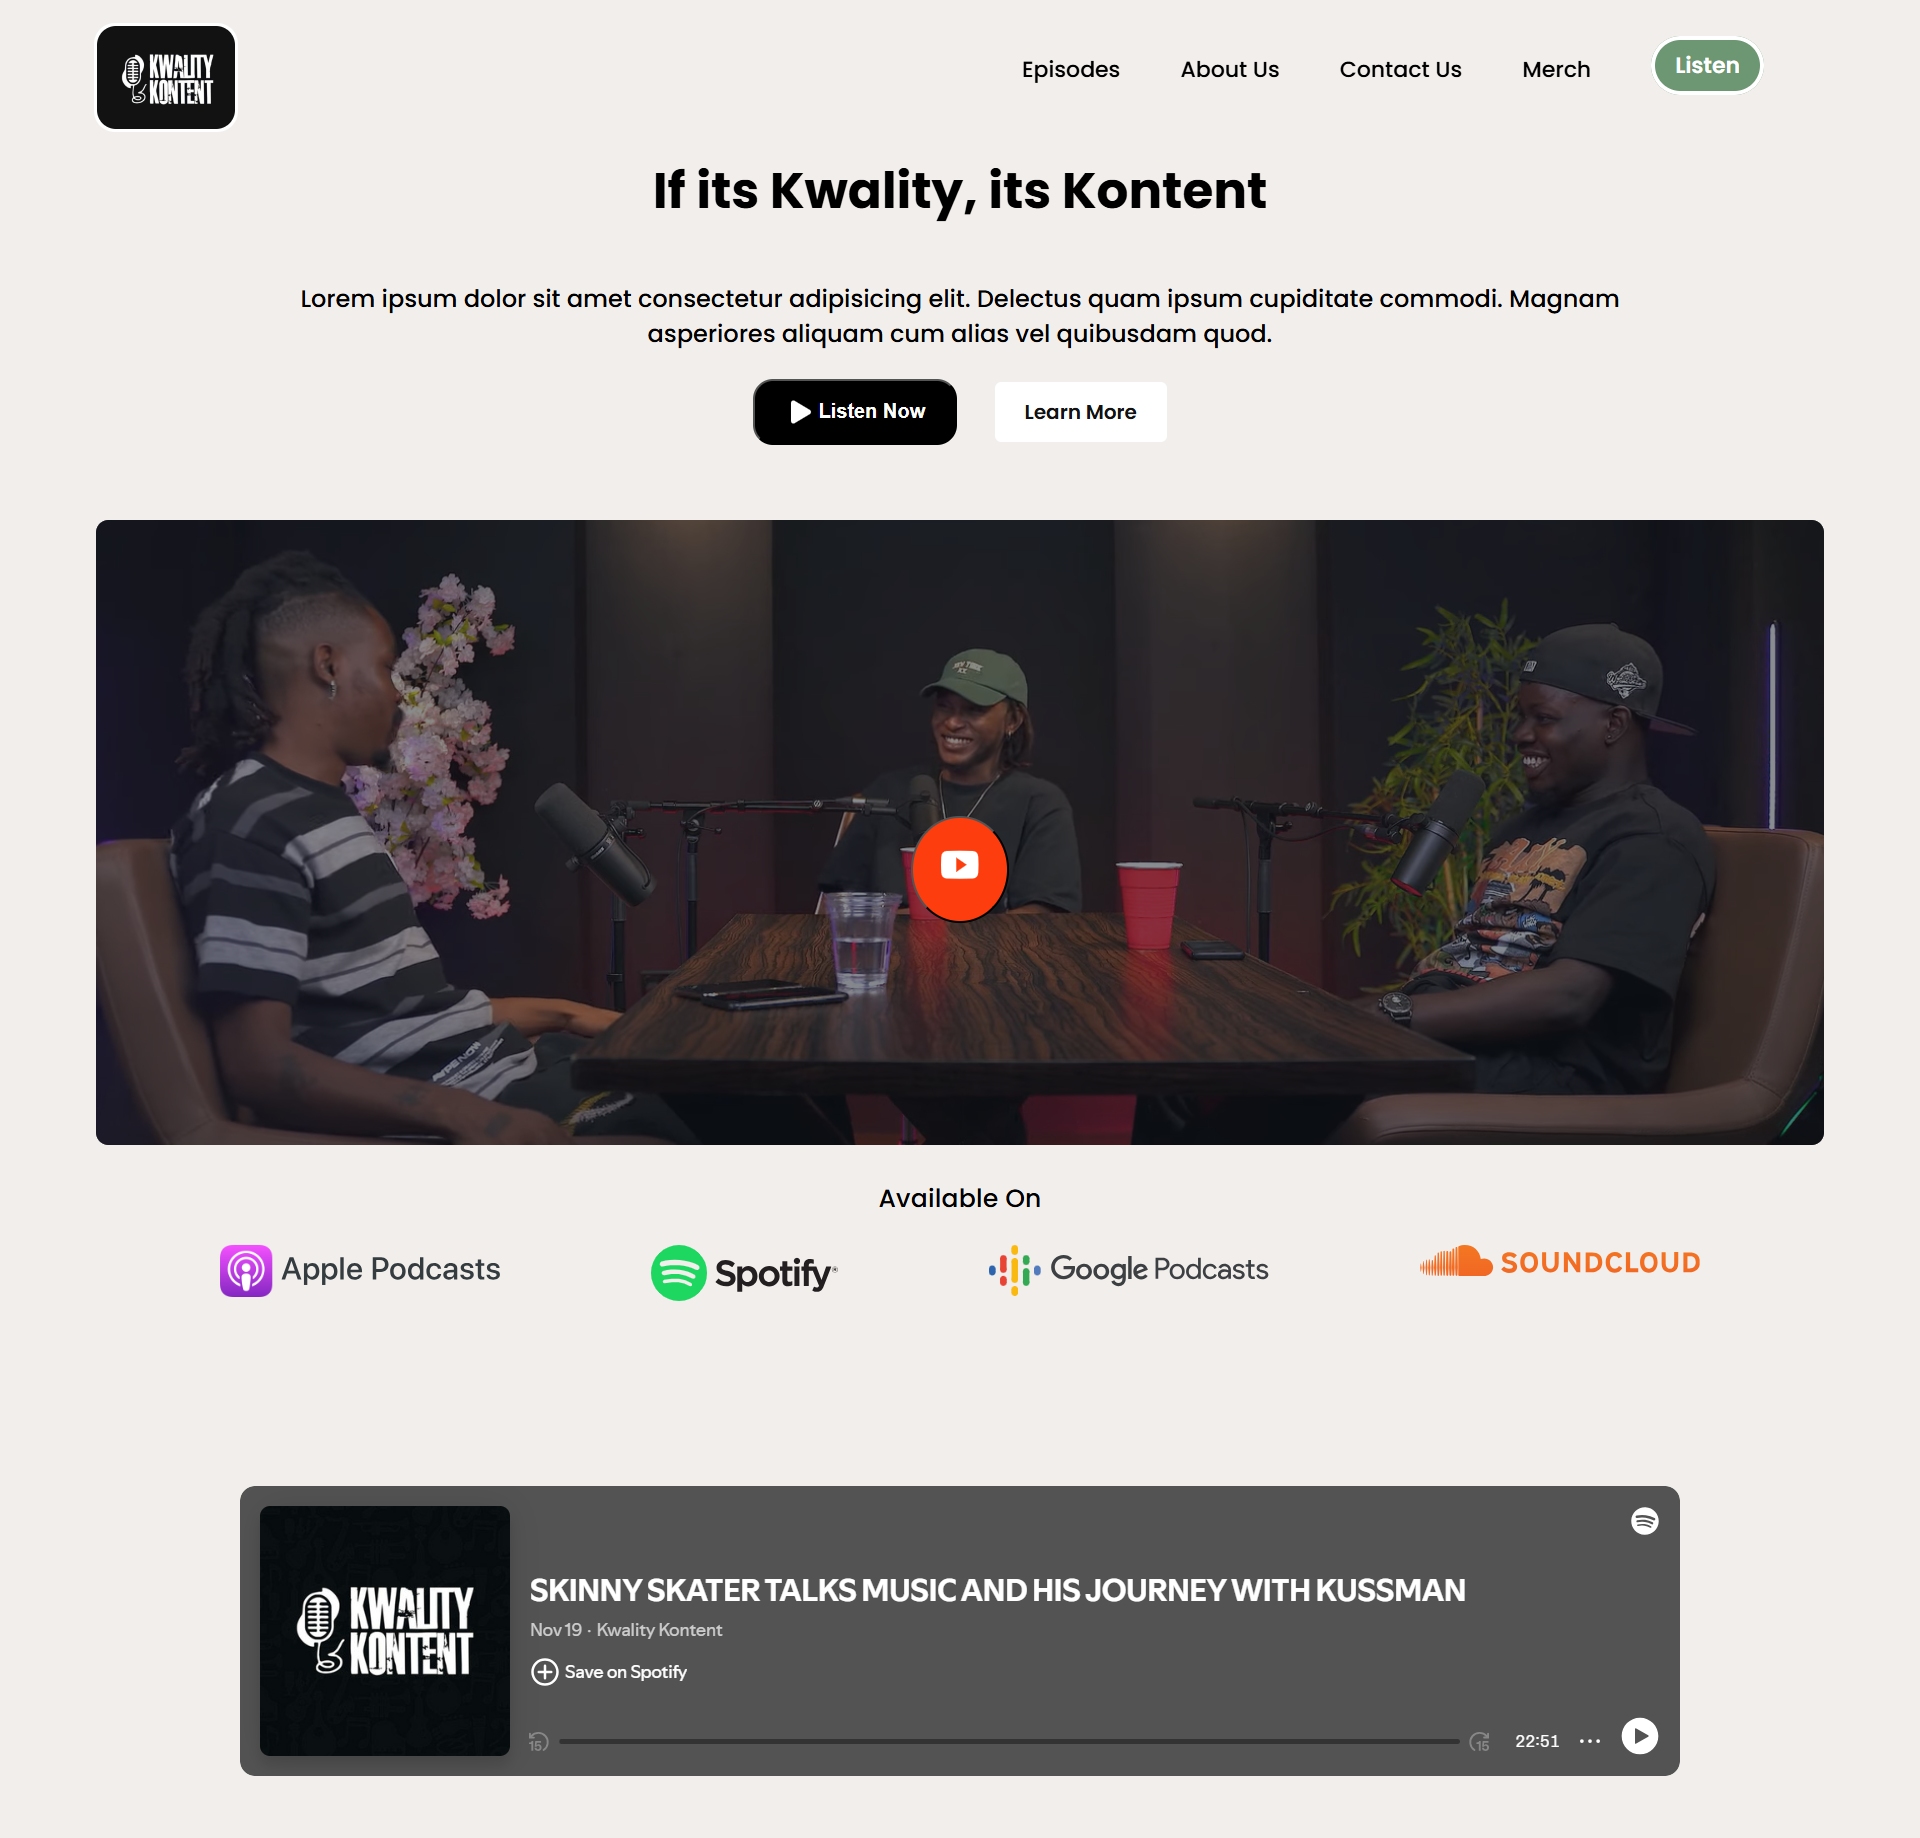 KWALITY
KONTENT
Episodes
About Us
Contact Us
Merch
Listen
If its Kwality, its Kontent
Lorem ipsum dolor sit amet consectetur adipisicing elit. Delectus quam ipsum cupiditate commodi. Magnam
asperiores aliquam cum alias vel quibusdam quod.
Listen Now
Learn More
NEW YORK
Available On
Apple Podcasts
Spotify
Google Podcasts
SOUNDCLOUD
KWALITY
KONTENT
SKINNY SKATER TALKS MUSIC AND HIS JOURNEY WITH KUSSMAN
Nov 19 · Kwality Kontent
Save on Spotify
15
15
22:51